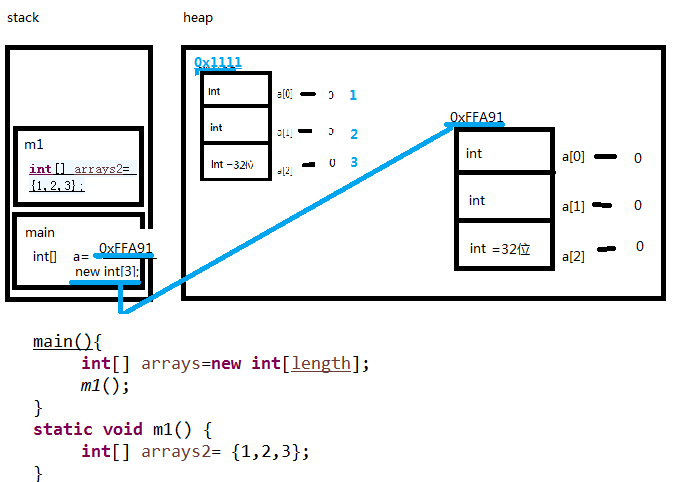 stack
heap
0x1111
Int a[0] 0 1
int a[1] 0 2
Int -32位 a[2] 0 3
0xFFA91
int a[0] 0
int a[1] 0
int =32位 a[2] 0
m1
int[] arrays2=
{1,2,3};
main
int[] a= 0xFFA91
new int[3];
main(){
int[] arrays=new int[length];
m1();
}
static void m1() {
int[] arrays2= {1,2,3};
}